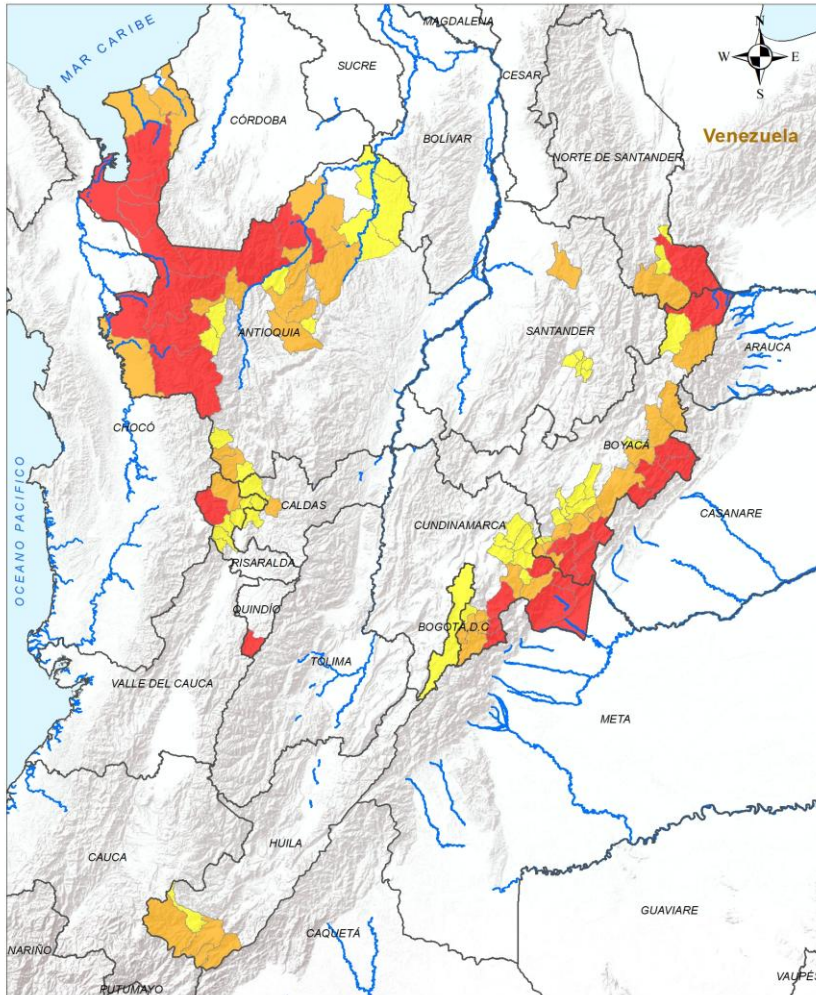 MAGDALENA
N
W E
S
MAR CARIBE
SUCRE
CESAR
CÓRDOBA
BOLÍVAR
Venezuela
NORTE DE SANTANDER
ANTIOQUIA
SANTANDER
ARAUCA
CHOCÓ
BOYACÁ
OCEANO PACIFICO
CALDAS
CUNDINAMARCA
CASANARE
RISARALDA
QUINDÍO
BOGOTÁ, D.C
TOLIMA
VALLE DEL CAUCA
META
HUILA
CAUCA
GUAVIARE
CAQUETÁ
NARIÑO
PUTUMAYO
VAUPÉS